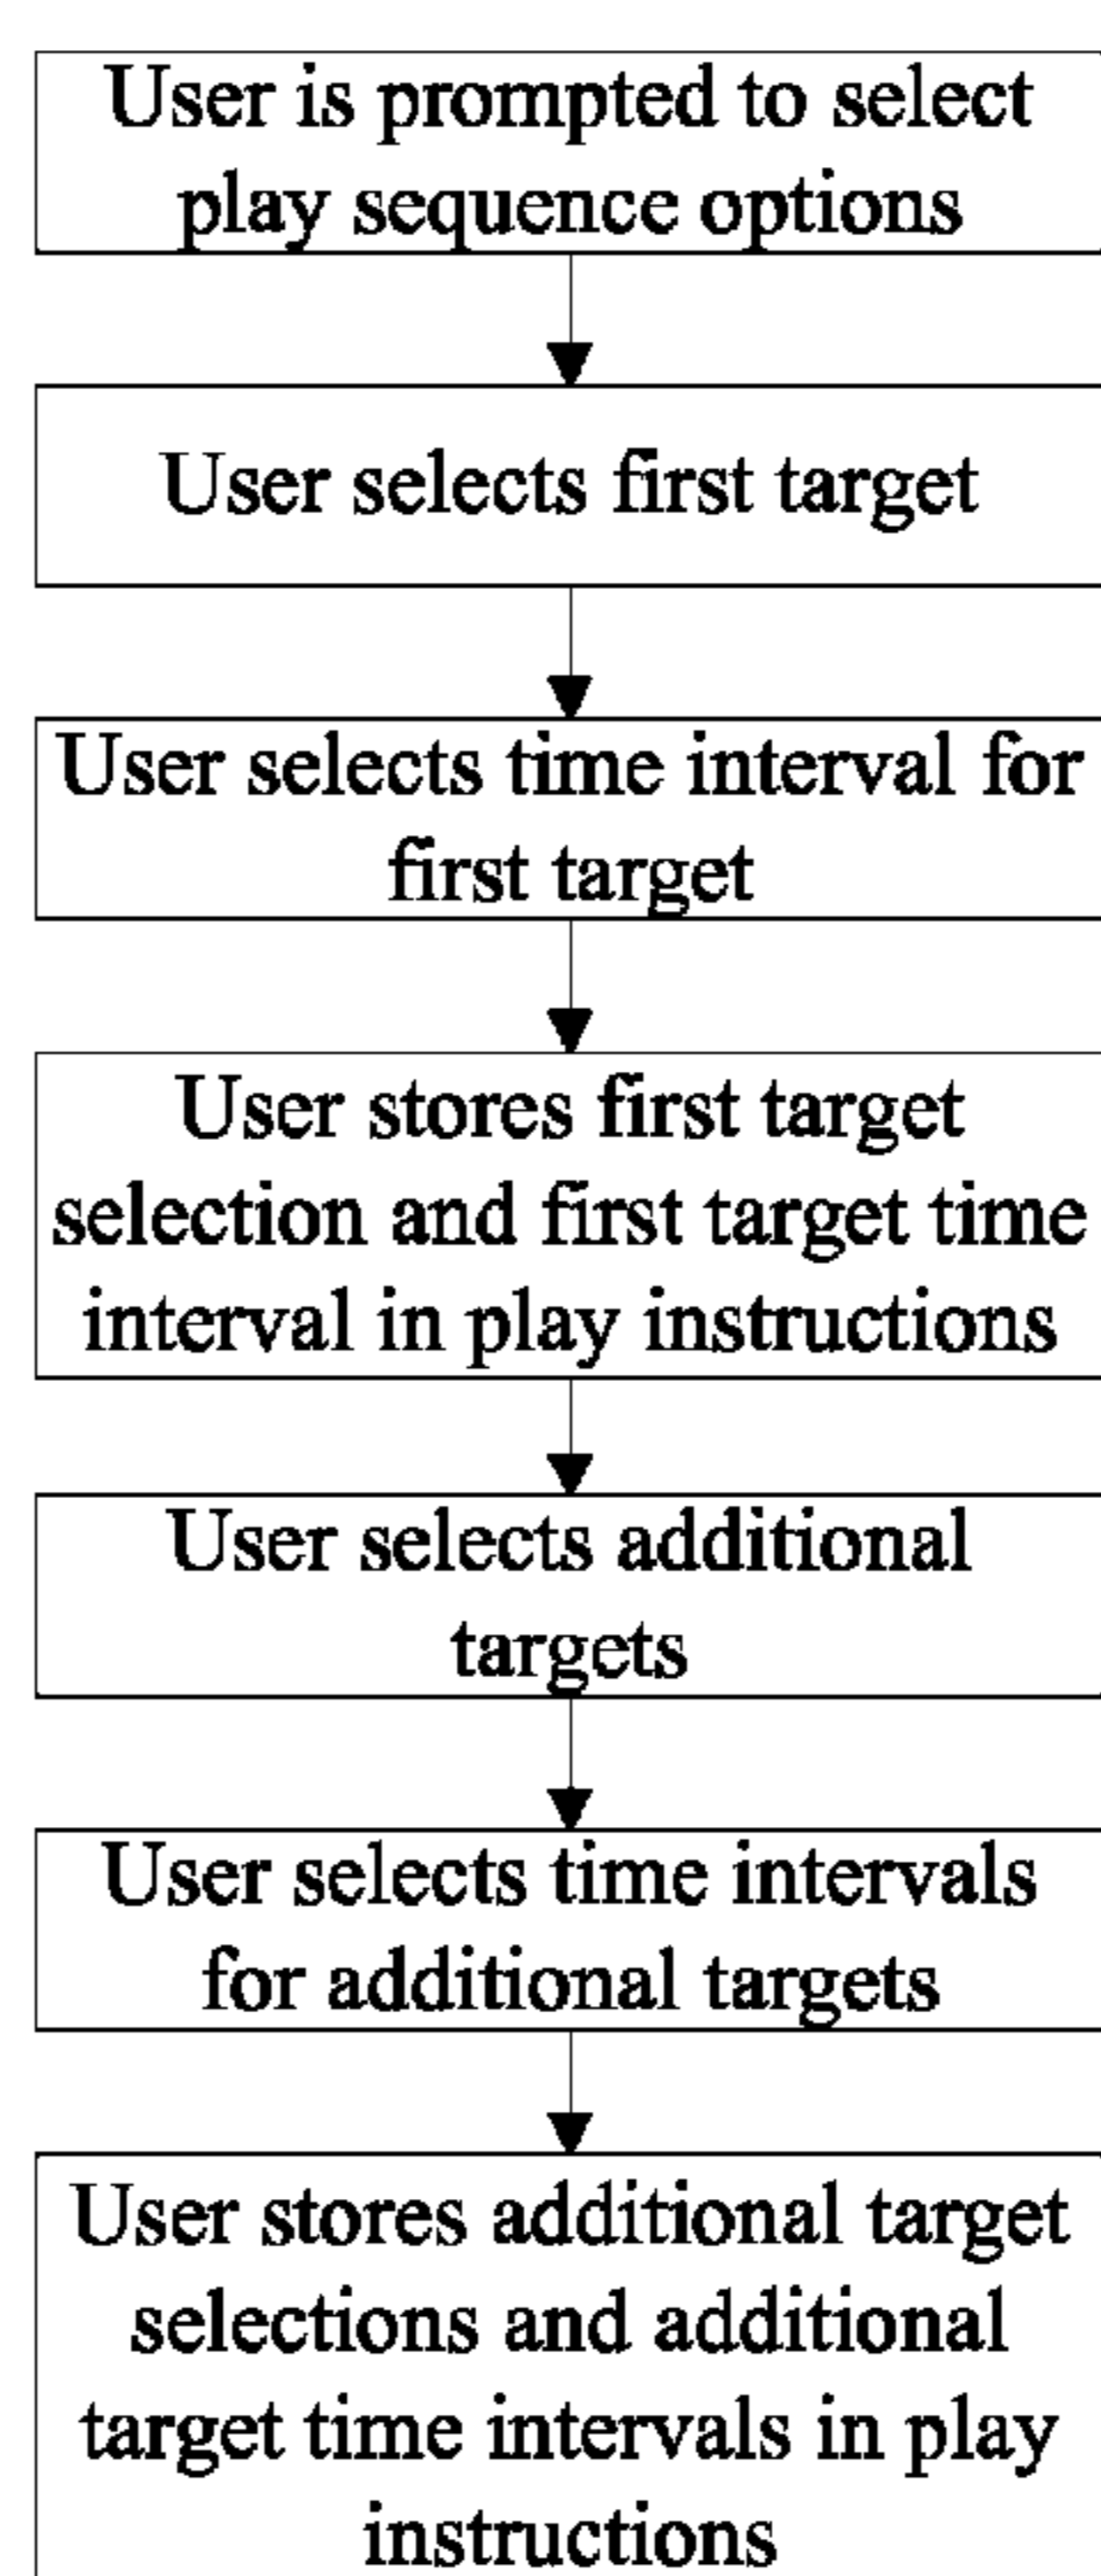 User is prompted to select
play sequence options
User selects first target
User selects time interval for
first target
User stores first target
selection and first target time
interval in play instructions
User selects additional
targets
User selects time intervals
for additional targets
User stores additional target
selections and additional
target time intervals in play
instructions